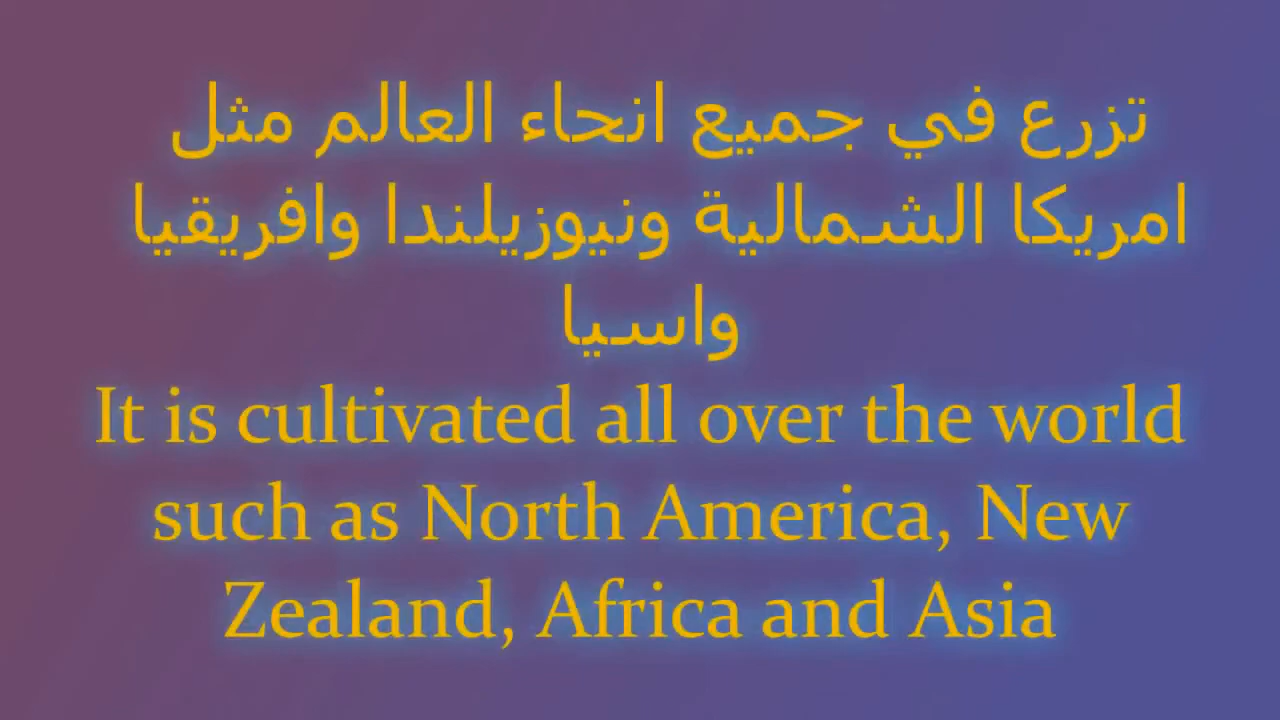 تزرع في جميع انحاء العالم مثل
امريكا الشمالية ونيوزيلندا وافريقيا
واسيا
It is cultivated all over the world
such as North America, New
Zealand, Africa and Asia